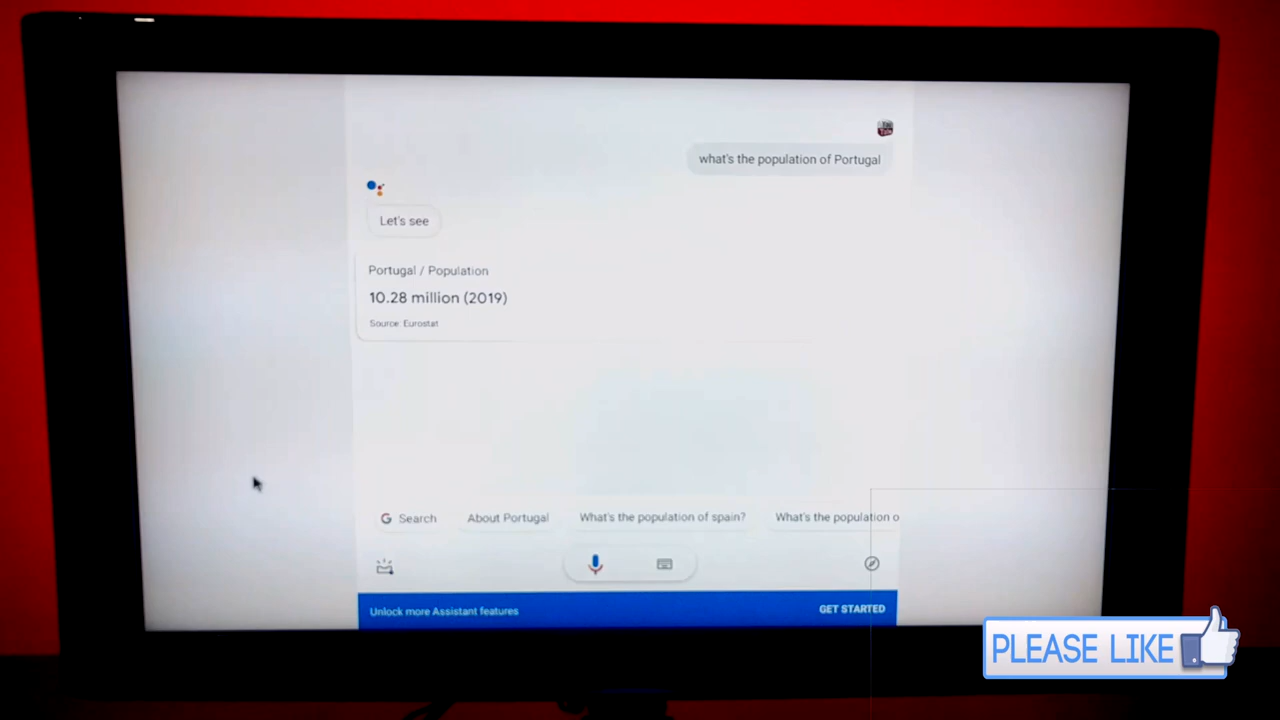 what's the population of Portugal
Let's see
Portugal / Population
10.28 million (2019)
Source: Eurostat
G Search
About Portugal
What's the population of spain?
What's the population o
Unlock more Assistant features
GET STARTED
PLEASE LIKE